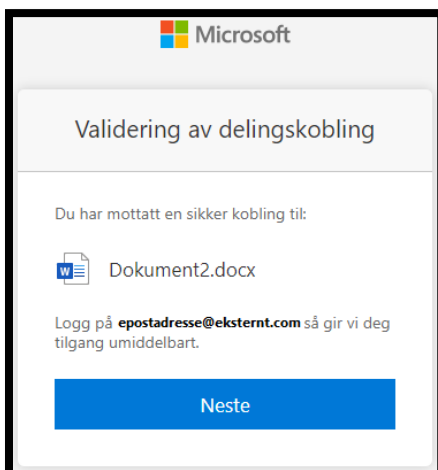 Microsoft
Validering av delingskobling
Du har mottatt en sikker kobling til:
Dokument2.docx
Logg på epostadresse@eksternt.com så gir vi deg
tilgang umiddelbart.
Neste